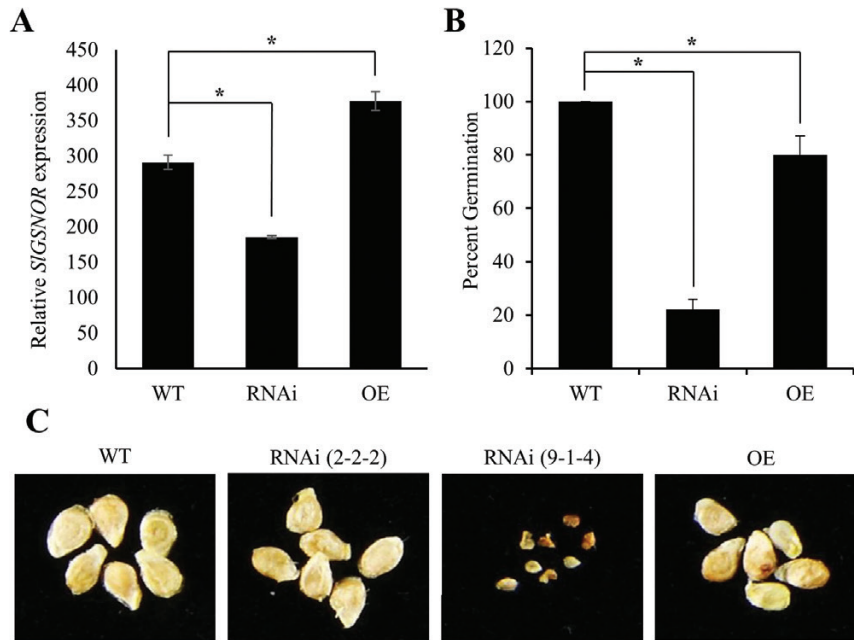 A
450
400
350
300
250
200
150
100
50
0
Relative SlGSNOR expression
*
*
WT RNAi OE
B
120
100
80
60
40
20
0
Percent Germination
*
*
WT RNAi OE
C
WT RNAi (2-2-2) RNAi (9-1-4) OE